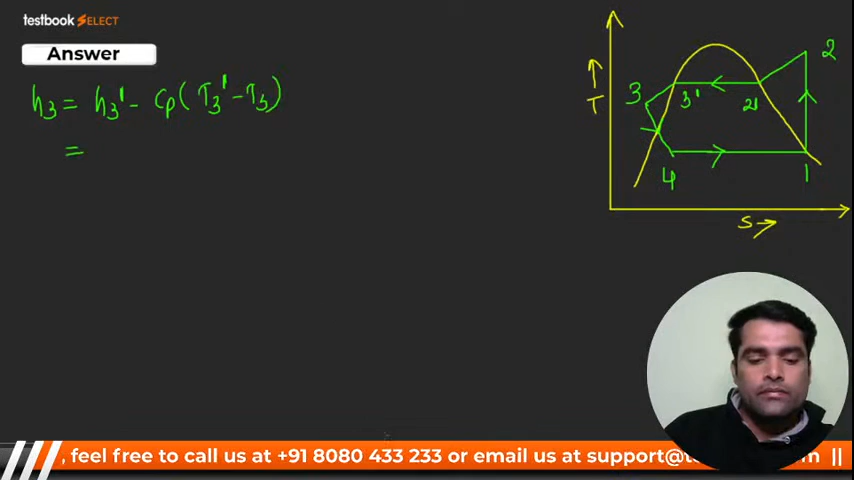 testbook SELECT
Answer
h3 = h3' - cp(T3' - T3)
=
↑
T
3
3'
2'
2
4
1
S→
, feel free to call us at +91 8080 433 233 or email us at support@t m ||